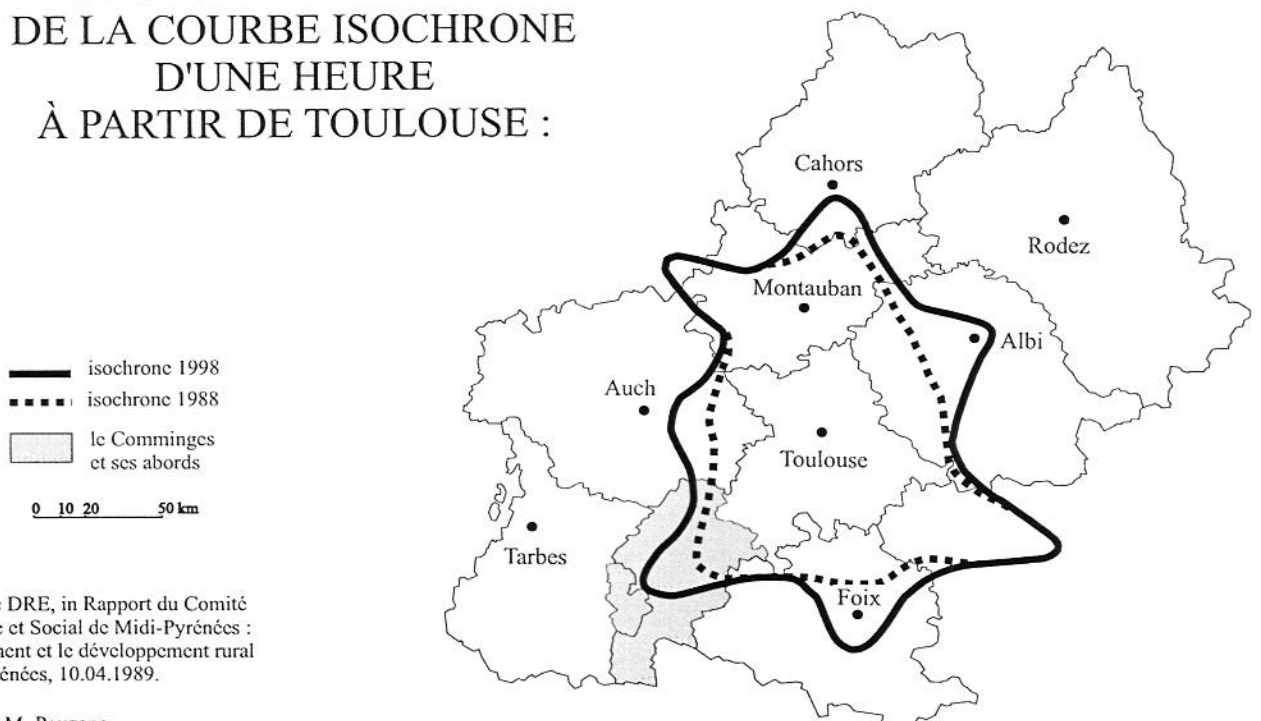 DE LA COURBE ISOCHRONE
D'UNE HEURE
À PARTIR DE TOULOUSE :
Cahors
Rodez
Montauban
Albi
Auch
Toulouse
Tarbes
Foix
isochrone 1998
isochrone 1988
le Comminges
et ses abords
0 10 20 50 km
DRE, in Rapport du Comité
et Social de Midi-Pyrénées :
et le développement rural
10.04.1989.